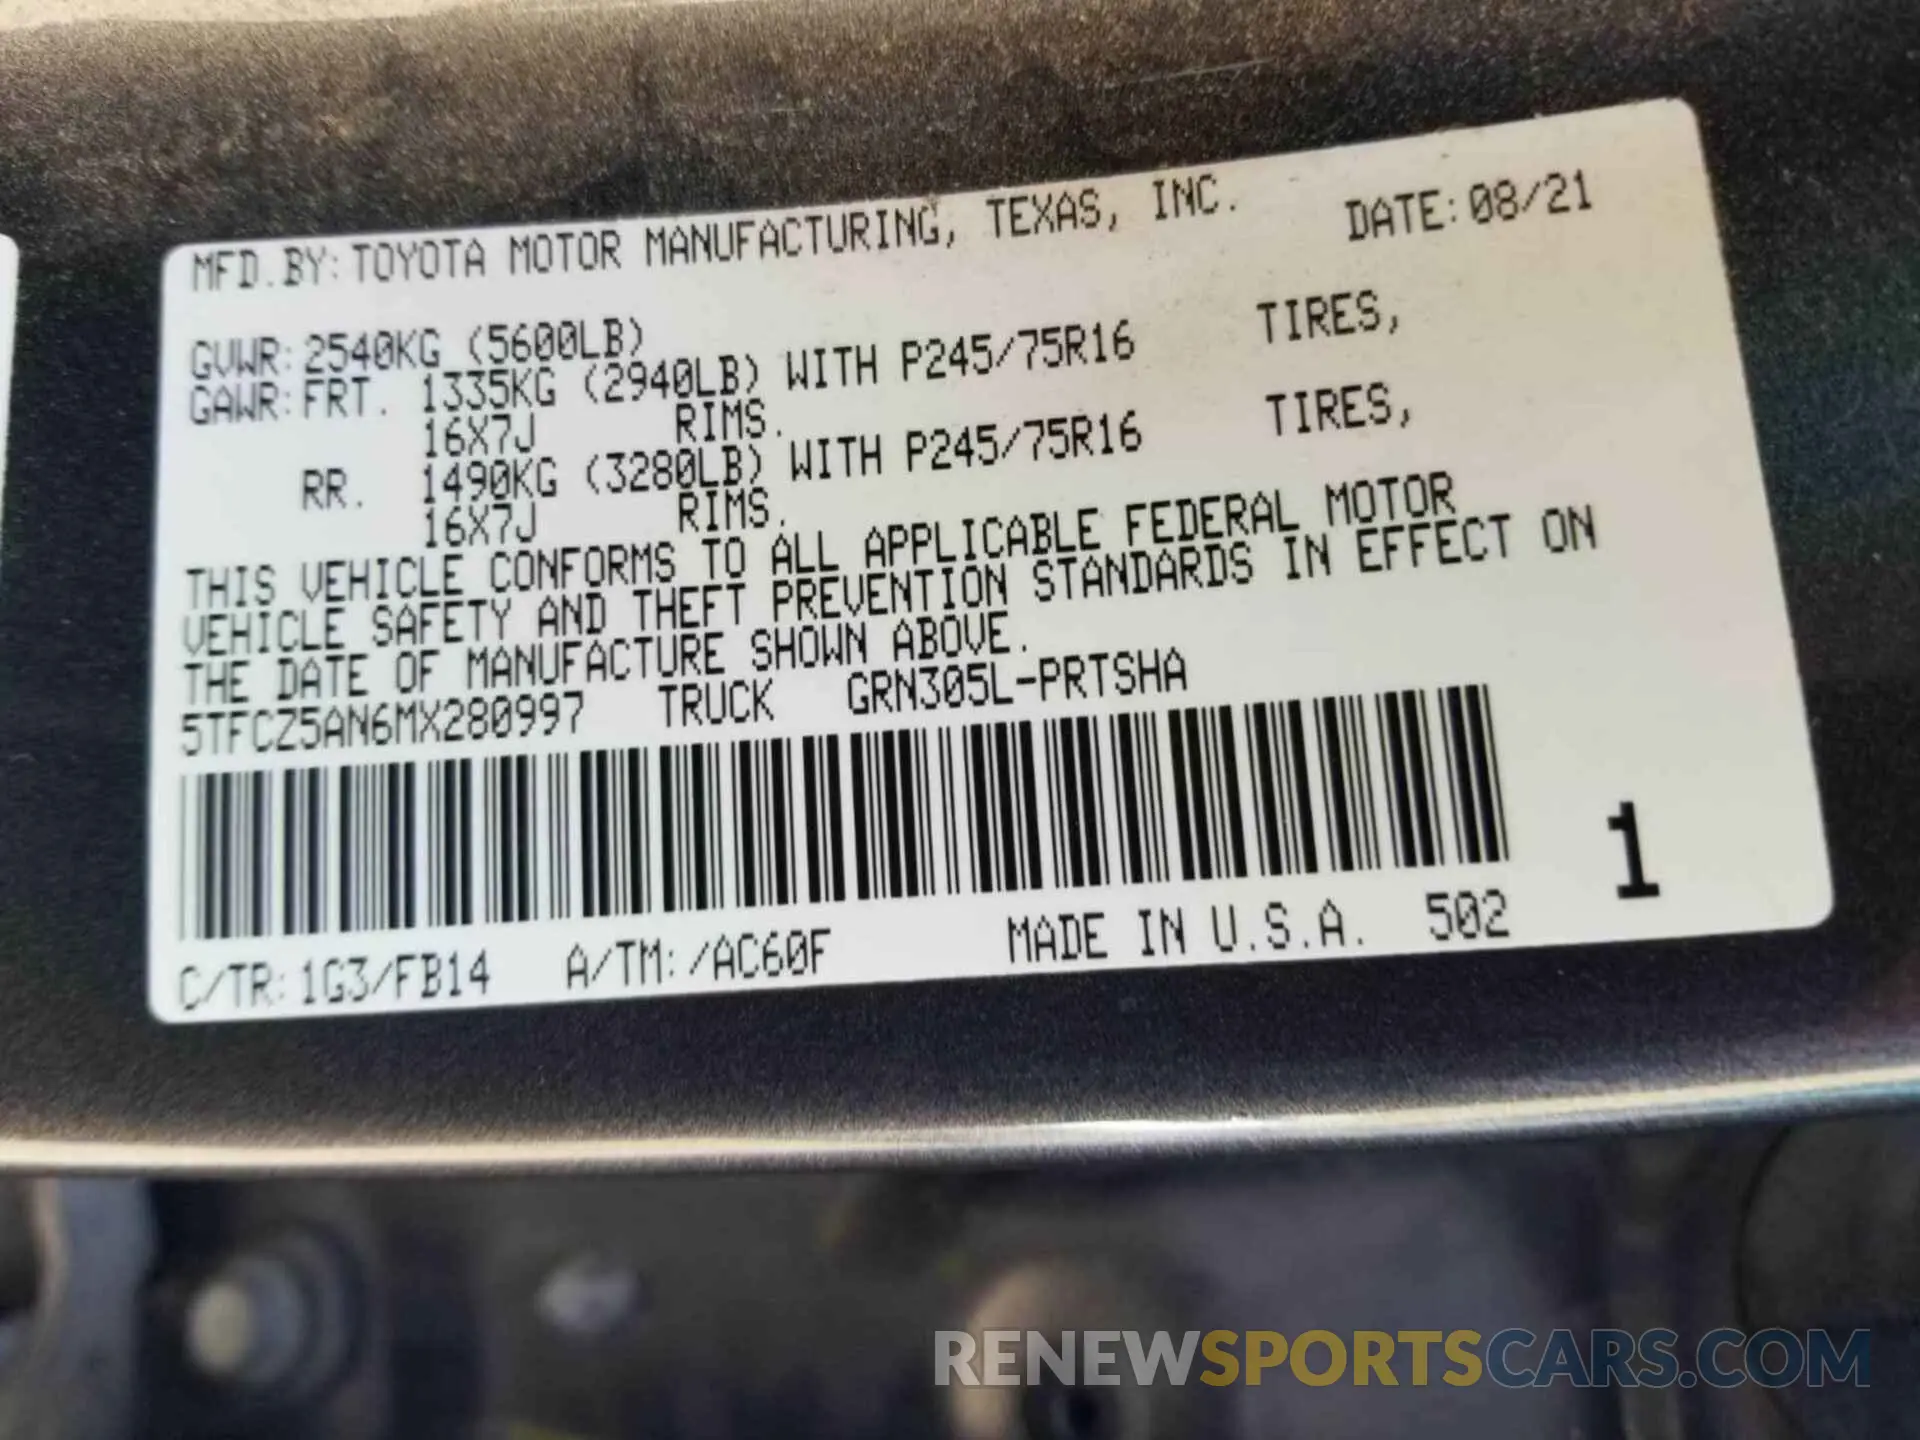 MFD.BY:TOYOTA MOTOR MANUFACTURING, TEXAS, INC. DATE:08/21
GVWR:2540KG (5600LB)
GAWR:FRT. 1335KG (2940LB) WITH P245/75R16 TIRES,
16X7J RIMS.
RR. 1490KG (3280LB) WITH P245/75R16 TIRES,
16X7J RIMS.
THIS VEHICLE CONFORMS TO ALL APPLICABLE FEDERAL MOTOR
VEHICLE SAFETY AND THEFT PREVENTION STANDARDS IN EFFECT ON
THE DATE OF MANUFACTURE SHOWN ABOVE.
5TFCZ5AN6MX280997 TRUCK GRN305L-PRTSHA
1
C/TR:1G3/FB14 A/TM:/AC60F MADE IN U.S.A. 502
RENEWSPORTSCARS.COM